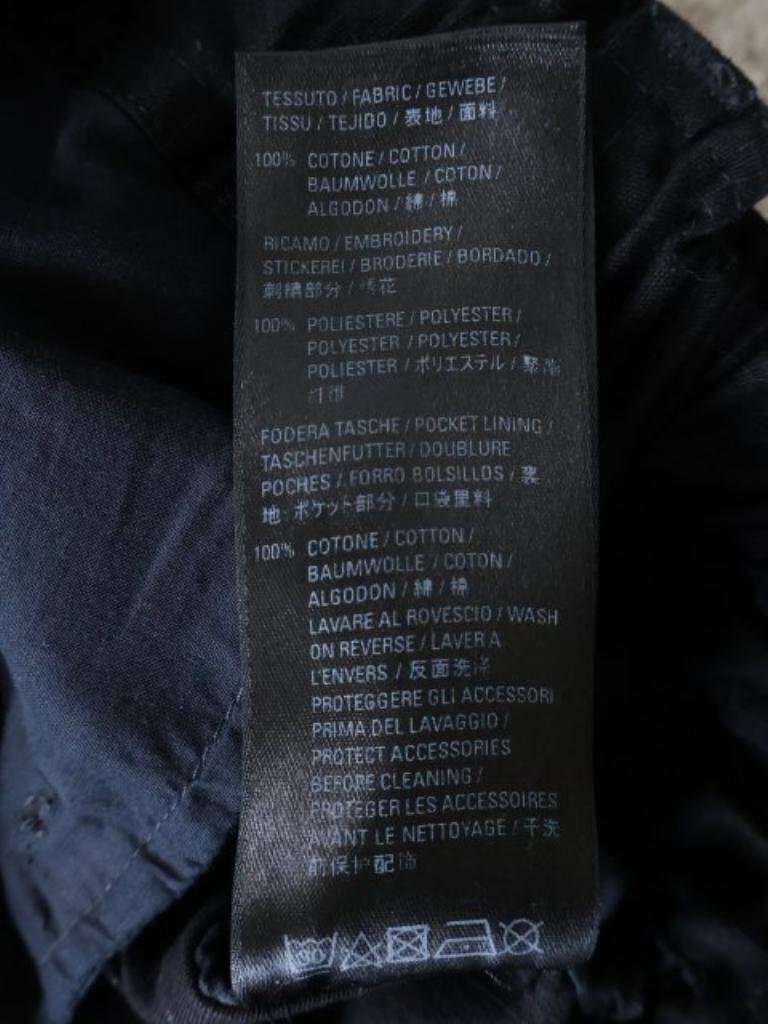 TESSUTO / FABRIC / GEWEBE /
TISSU / TEJIDO / 表地 / 面料
100% COTONE / COTTON /
BAUMWOLLE / COTON /
ALGODON / 綿 / 棉
RICAMO / EMBROIDERY /
STICKEREI / BRODERIE / BORDADO /
刺繍部分 / 绣花
100% POLIESTERE / POLYESTER /
POLYESTER / POLYESTER /
POLIESTER / ポリエステル /
FODERA TASCHE / POCKET LINING /
TASCHENFUTTER / DOUBLURE
POCHES / FORRO BOLSILLOS / 裏
地・ポケット部分 / 口袋里料
100% COTONE / COTTON /
BAUMWOLLE / COTON /
ALGODON / 綿 / 棉
LAVARE AL ROVESCIO / WASH
ON REVERSE / LAVER A
L'ENVERS / 反面洗涤
PROTEGGERE GLI ACCESSORI
PRIMA DEL LAVAGGIO /
PROTECT ACCESSORIES
BEFORE CLEANING /
PROTEGER LES ACCESSOIRES
AVANT LE NETTOYAGE / 干洗
前保护配饰
30